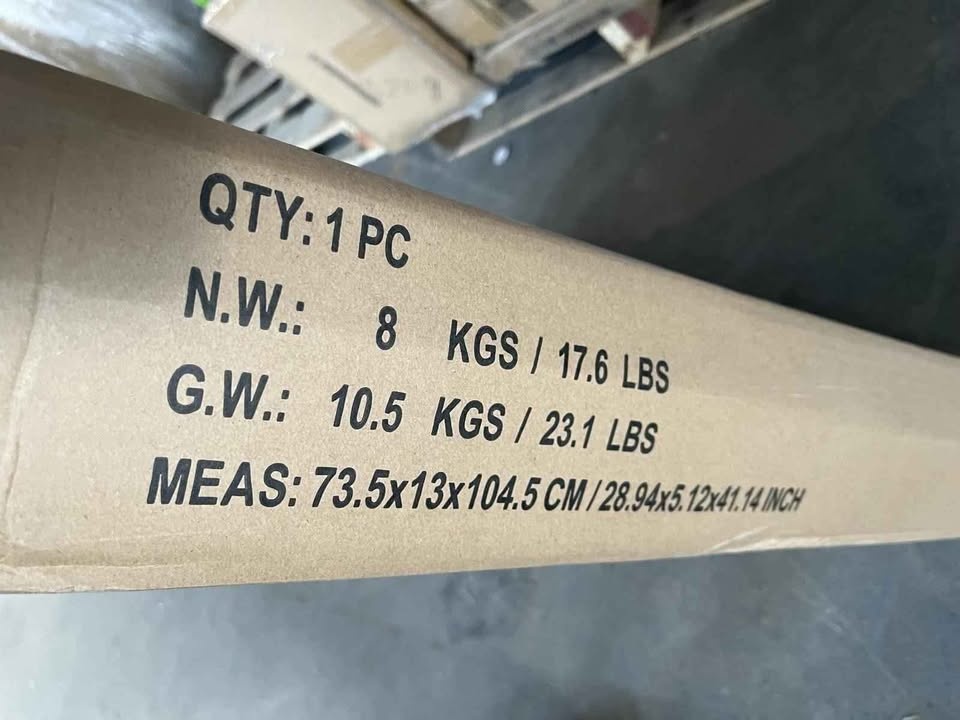 QTY: 1 PC
N.W.: 8 KGS / 17.6 LBS
G.W.: 10.5 KGS / 23.1 LBS
MEAS: 73.5x13x104.5 CM / 28.94x5.12x41.14 INCH